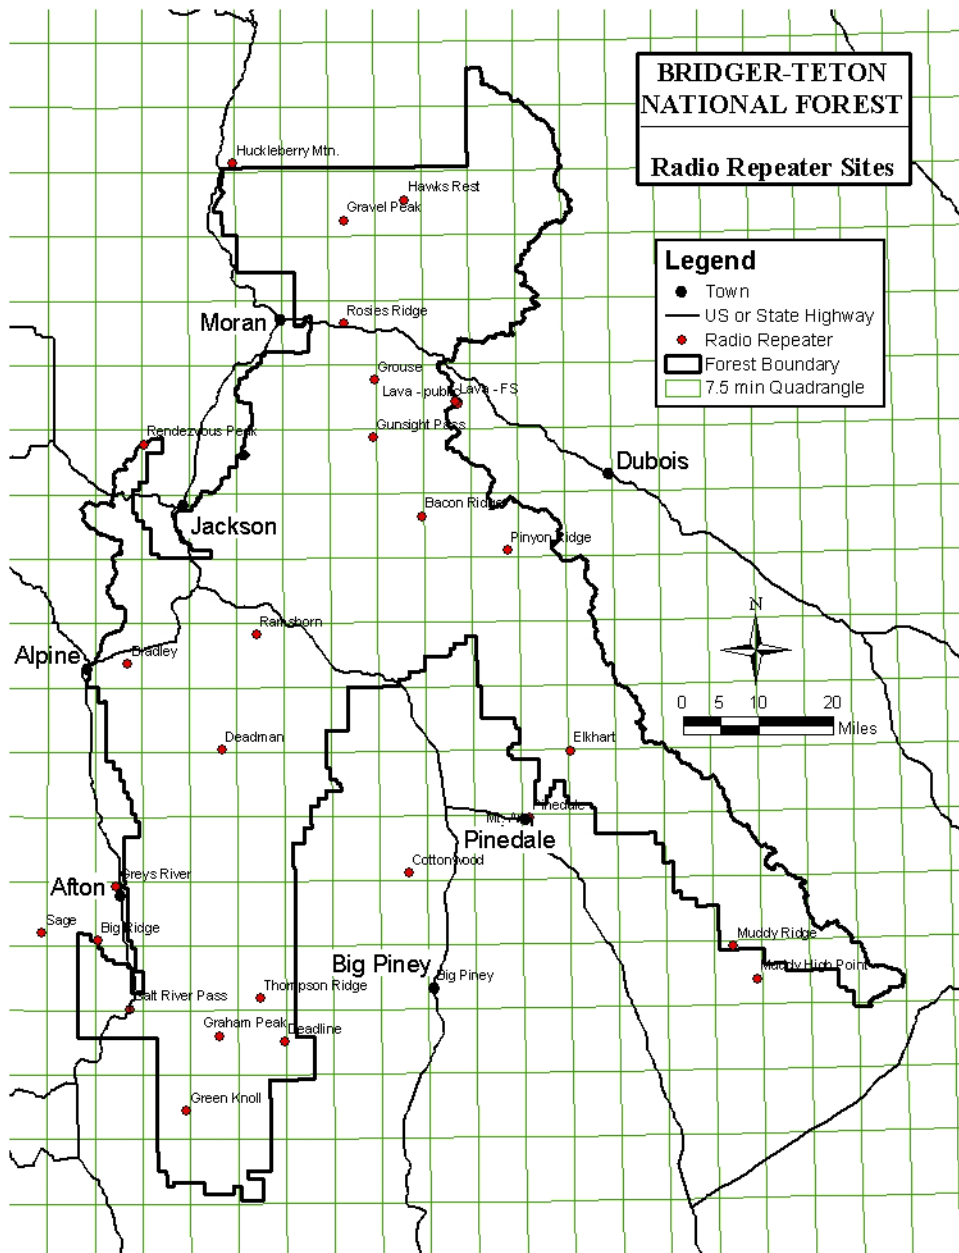 BRIDGER-TETON
NATIONAL FOREST
Radio Repeater Sites
Huckleberry Mtn.
Hawks Rest
Gravel Peak
Legend
Town
US or State Highway
Radio Repeater
Forest Boundary
7.5 min Quadrangle
Moran
Rosies Ridge
Grouse
Lava - public
Lava - FS
Gunsight Pass
Rendezvous Peak
Dubois
Jackson
Bacon Ridge
Pinyon Ridge
N
Ramshorn
Alpine
Bradley
0 5 10 20
Miles
Deadman
Elkhart
Pinedale
Mt.
Pinedale
Cottonwood
Greys River
Afton
Sage
Big Ridge
Muddy Ridge
Big Piney
Big Piney
Muddy High Point
Thompson Ridge
Salt River Pass
Graham Peak
Deadline
Green Knoll